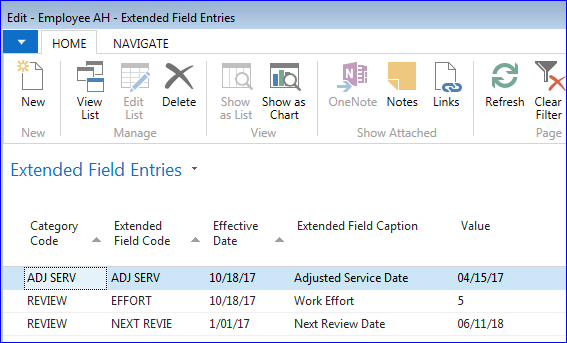 Edit - Employee AH - Extended Field Entries
HOME NAVIGATE
New View List Edit List Delete Show as List Show as Chart OneNote Notes Links Refresh Clear Filter
New Manage View Show Attached Page
Extended Field Entries
Category Code Extended Field Code Effective Date Extended Field Caption Value
ADJ SERV ADJ SERV 10/18/17 Adjusted Service Date 04/15/17
REVIEW EFFORT 10/18/17 Work Effort 5
REVIEW NEXT REVIE 1/01/17 Next Review Date 06/11/18